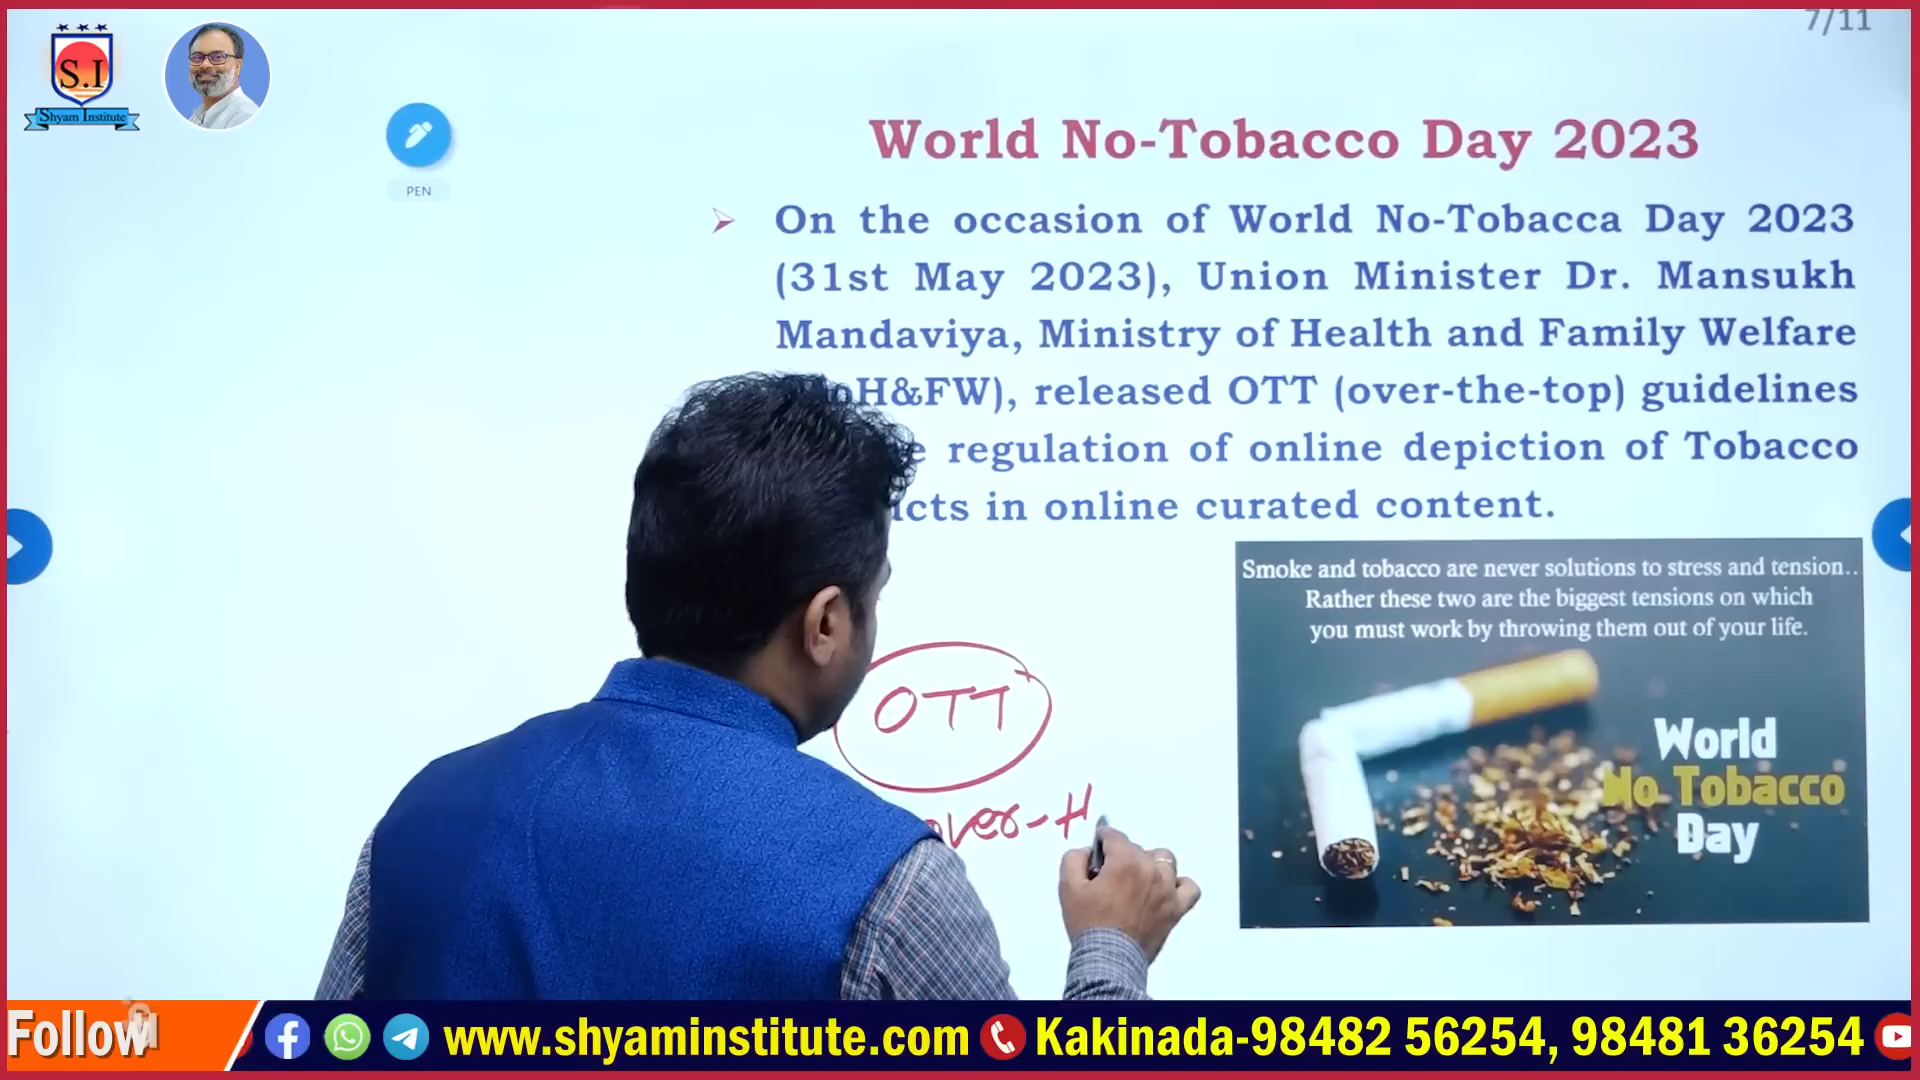 7/11
S.I
Shyam Institute
PEN
World No-Tobacco Day 2023
On the occasion of World No-Tobacca Day 2023
(31st May 2023), Union Minister Dr. Mansukh
Mandaviya, Ministry of Health and Family Welfare
H&FW), released OTT (over-the-top) guidelines
regulation of online depiction of Tobacco
in online curated content.
Smoke and tobacco are never solutions to stress and tension..
Rather these two are the biggest tensions on which
you must work by throwing them out of your life.
World
No Tobacco
Day
OTT
over-
Follow
www.shyaminstitute.com
Kakinada-98482 56254, 98481 36254